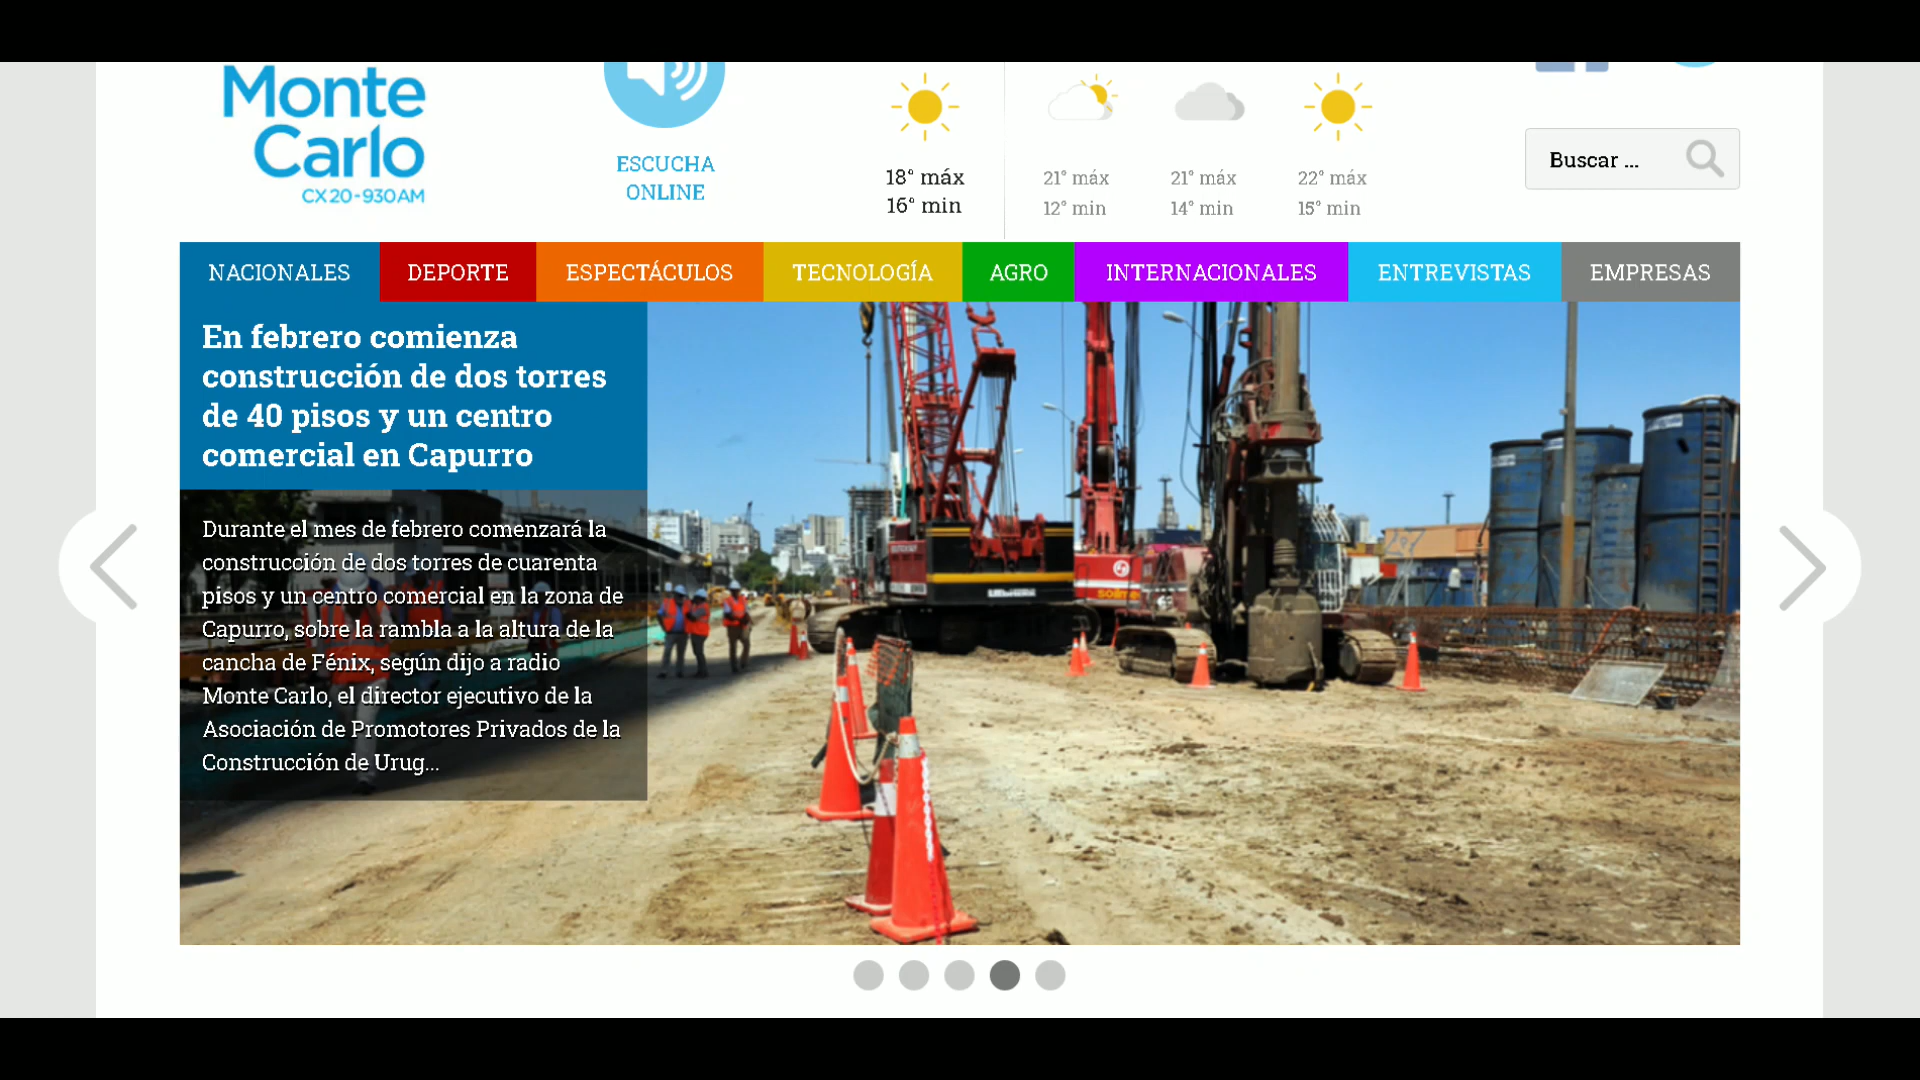 Monte
Carlo
CX 20-930AM
ESCUCHA
ONLINE
18° máx
16° min
21° máx
12° min
21° máx
14° min
22° máx
15° min
Buscar ...
NACIONALES
DEPORTE
ESPECTÁCULOS
TECNOLOGÍA
AGRO
INTERNACIONALES
ENTREVISTAS
EMPRESAS
En febrero comienza
construcción de dos torres
de 40 pisos y un centro
comercial en Capurro
Durante el mes de febrero comenzará la
construcción de dos torres de cuarenta
pisos y un centro comercial en la zona de
Capurro, sobre la rambla a la altura de la
cancha de Fénix, según dijo a radio
Monte Carlo, el director ejecutivo de la
Asociación de Promotores Privados de la
Construcción de Urug...
LIEBHERR